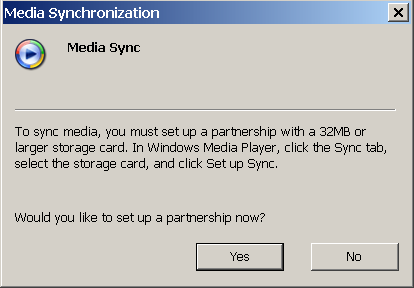 Media Synchronization
Media Sync
To sync media, you must set up a partnership with a 32MB or
larger storage card. In Windows Media Player, click the Sync tab,
select the storage card, and click Set up Sync.
Would you like to set up a partnership now?
Yes No